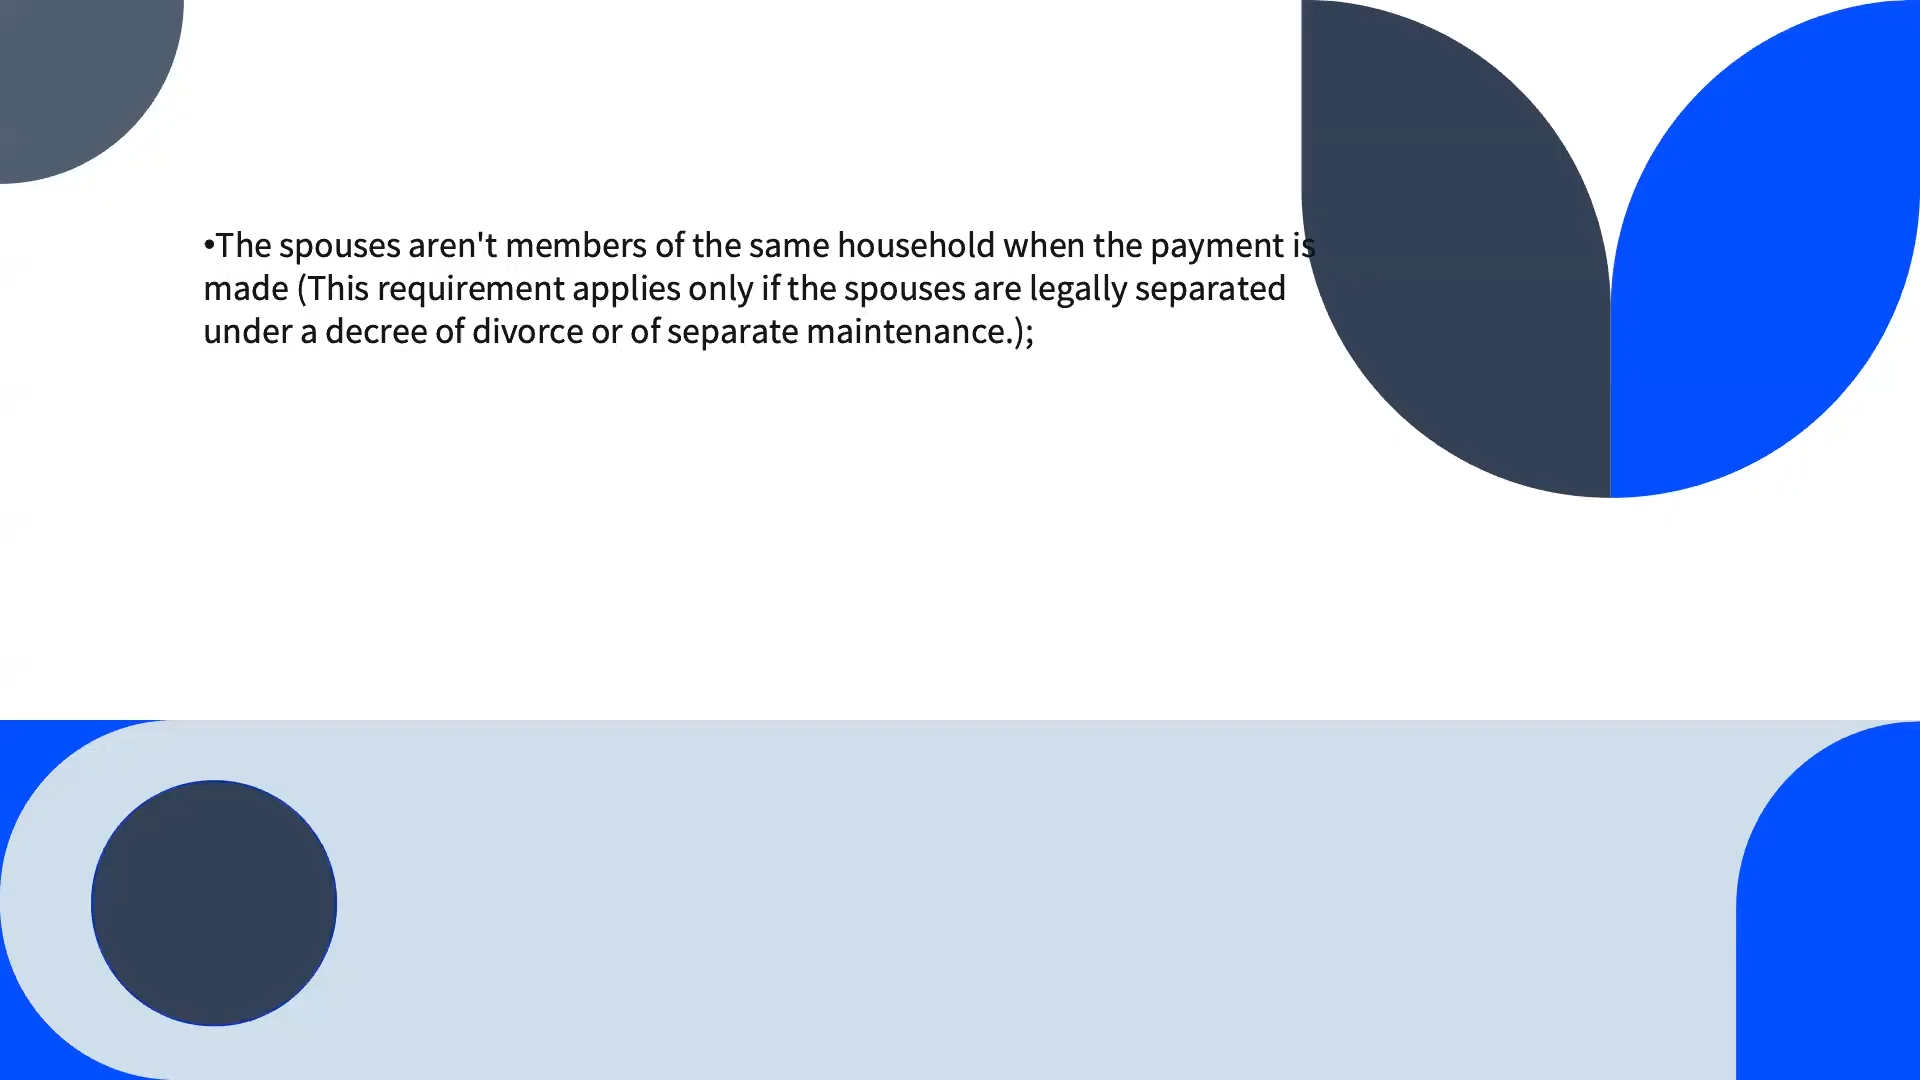 •The spouses aren't members of the same household when the payment is
made (This requirement applies only if the spouses are legally separated
under a decree of divorce or of separate maintenance.);